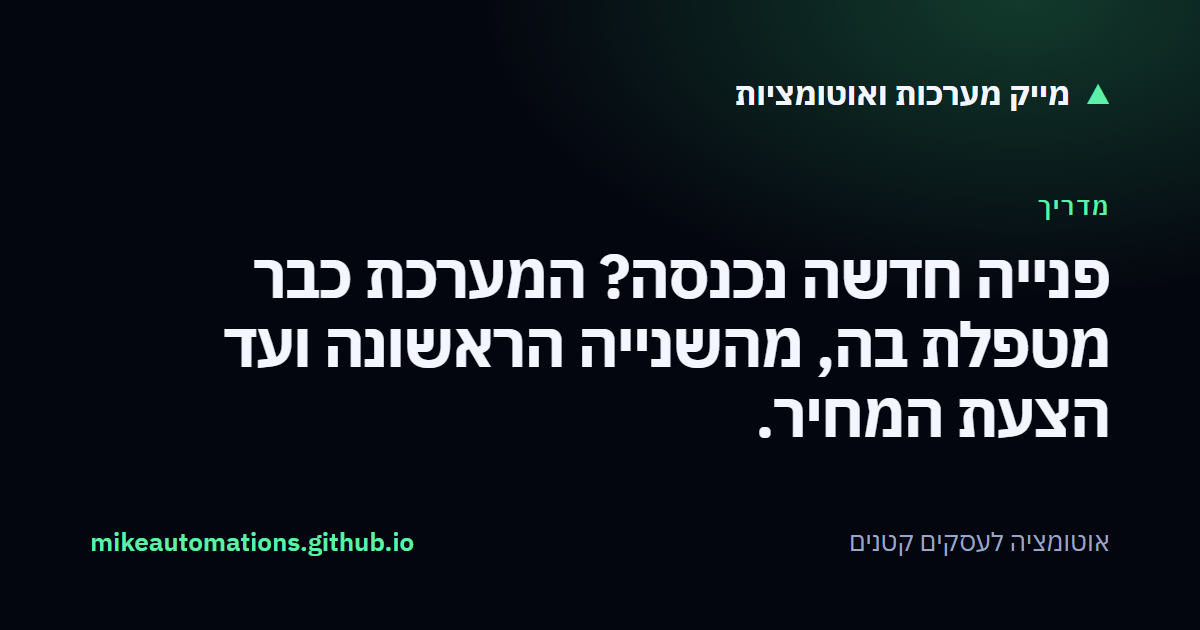 מייק מערכות ואוטומציות
מדריך
פנייה חדשה נכנסה? המערכת כבר
מטפלת בה, מהשנייה הראשונה ועד
הצעת המחיר.
אוטומציה לעסקים קטנים
mikeautomations.github.io